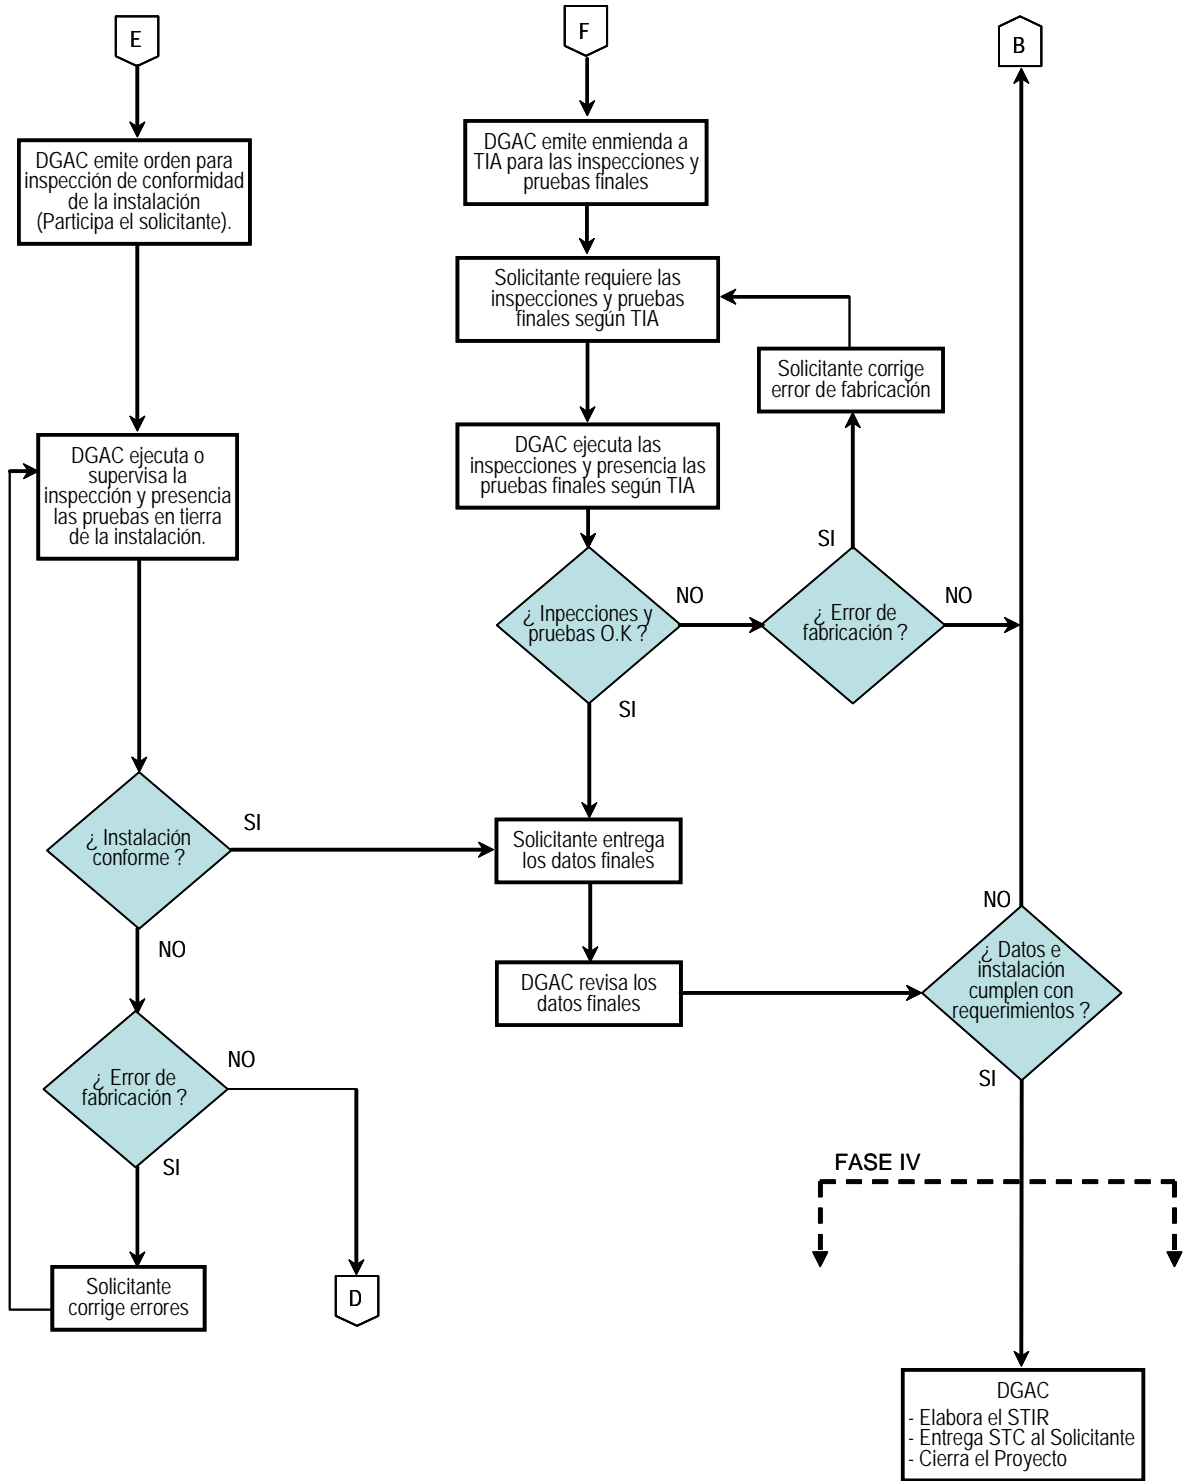 E
DGAC emite orden para
inspección de conformidad
de la instalación
(Participa el solicitante).
DGAC ejecuta o
supervisa la
inspección y presencia
las pruebas en tierra
de la instalación.
¿ Instalación
conforme ?
SI
NO
¿ Error de
fabricación ?
NO
SI
Solicitante
corrige errores
D
F
DGAC emite enmienda a
TIA para las inspecciones y
pruebas finales
Solicitante requiere las
inspecciones y pruebas
finales según TIA
Solicitante corrige
error de fabricación
DGAC ejecuta las
inspecciones y presencia las
pruebas finales según TIA
¿ Inpecciones y
pruebas O.K ?
NO
SI
¿ Error de
fabricación ?
SI
NO
Solicitante entrega
los datos finales
DGAC revisa los
datos finales
B
NO
¿ Datos e
instalación
cumplen con
requerimientos ?
SI
FASE IV
DGAC
- Elabora el STIR
- Entrega STC al Solicitante
- Cierra el Proyecto